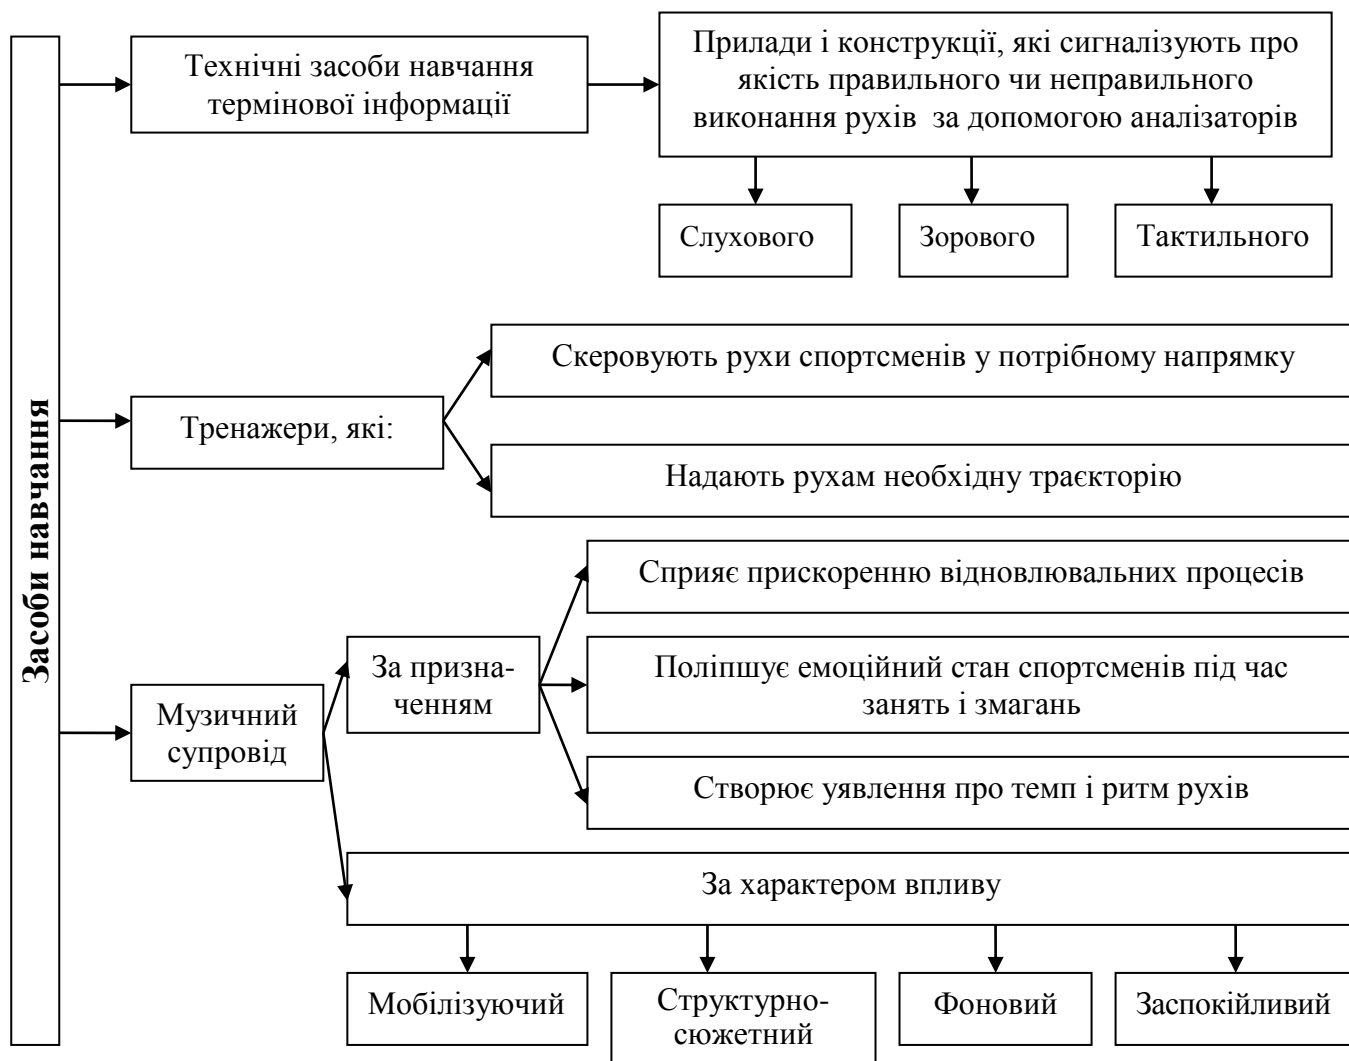 Засоби навчання
Технічні засоби навчання
термінової інформації
Прилади і конструкції, які сигналізують про
якість правильного чи неправильного
виконання рухів за допомогою аналізаторів
Слухового
Зорового
Тактильного
Тренажери, які:
Скеровують рухи спортсменів у потрібному напрямку
Надають рухам необхідну траєкторію
Музичний
супровід
За призна-
ченням
Сприяє прискоренню відновлювальних процесів
Поліпшує емоційний стан спортсменів під час
занять і змагань
Створює уявлення про темп і ритм рухів
За характером впливу
Мобілізуючий
Структурно-
сюжетний
Фоновий
Заспокійливий